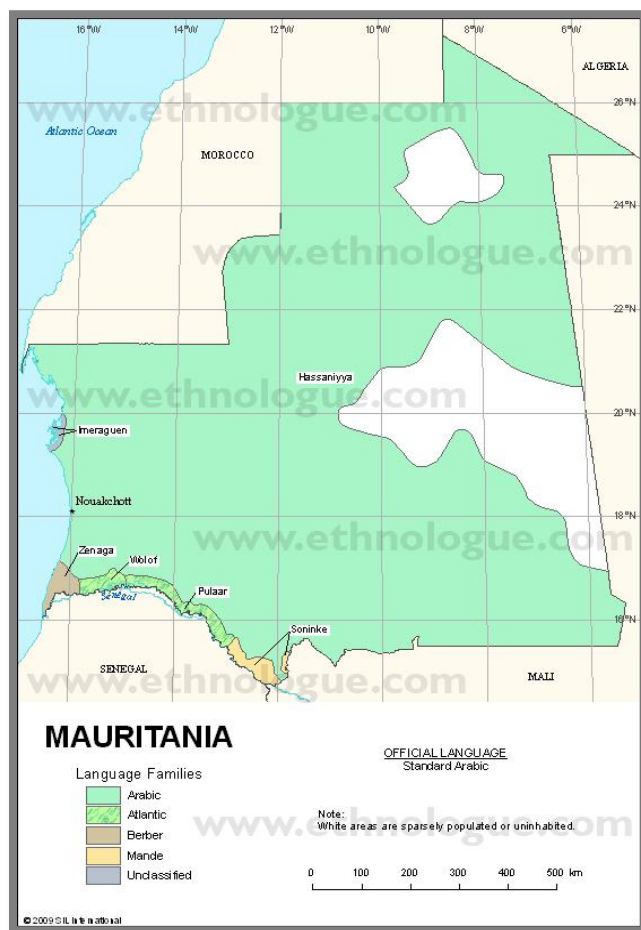 16°W
14°W
12°W
10°W
8°W
6°W
ALGERIA
26°N
www.ethnologue.com
Atlantic Ocean
MOROCCO
24°N
www.ethnologue.com
22°N
Hassaniyya
www.ethnologue.com
20°N
Imeraguen
Nouakchott
18°N
www.ethnologue.com
Zenaga
Wolof
Pulaar
Senegal
16°N
Soninke
SENEGAL
MALI
www.ethnologue.com
MAURITANIA
OFFICIAL LANGUAGE
Standard Arabic
Language Families
Arabic
Atlantic
Berber
Mande
Unclassified
Note:
White areas are sparsely populated or uninhabited.
www.ethnologue.com
0 100 200 300 400 500 km
© 2009 SIL International